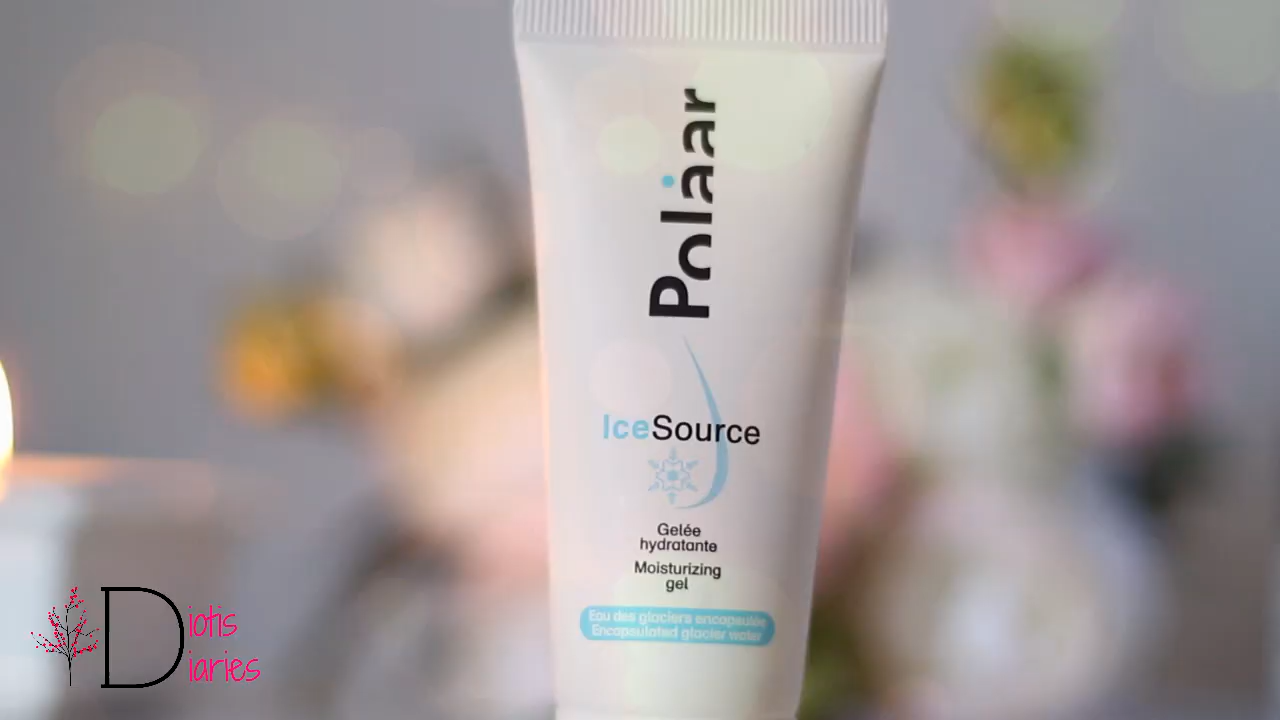 Polaar
IceSource
Gelée
hydratante
Moisturizing
gel
Eau des glaciers encapsulée
Encapsulated glacier water
Diotis
Diaries